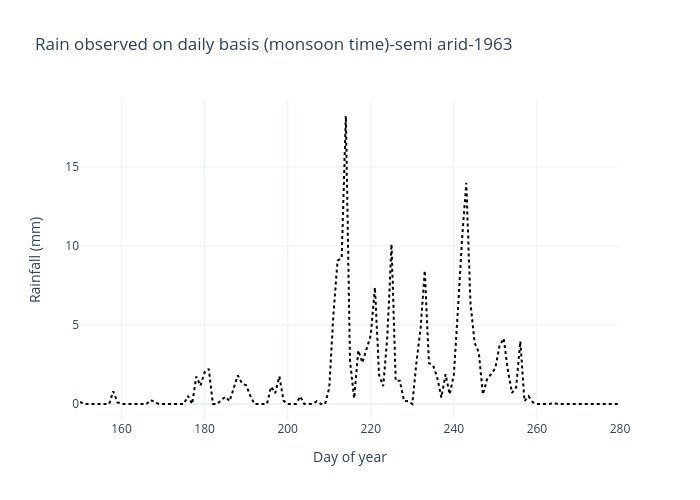 Rain observed on daily basis (monsoon time)-semi arid-1963
15
10
5
0
Rainfall (mm)
160 180 200 220 240 260 280
Day of year